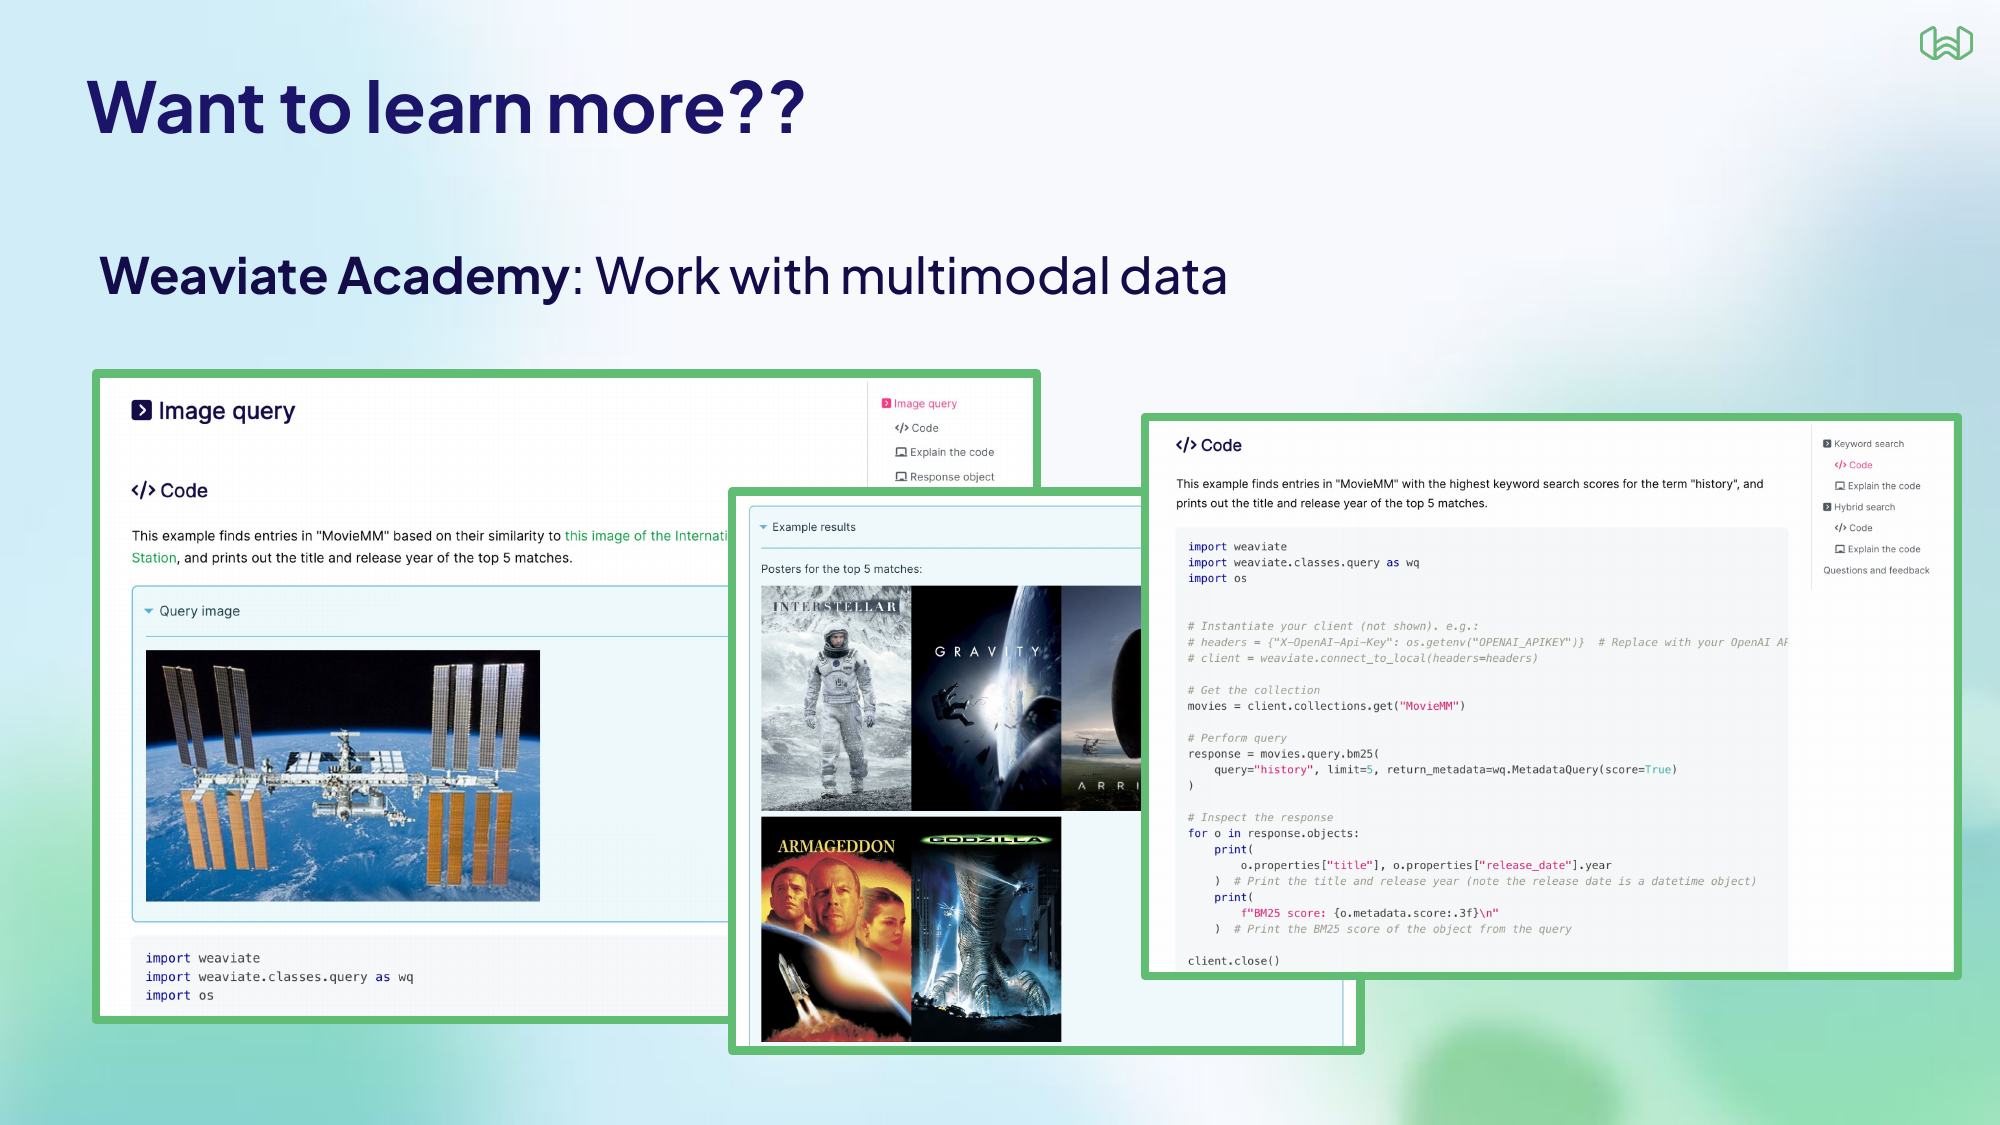 Want to learn more??
Weaviate Academy: Work with multimodal data
Image query
</> Code
This example finds entries in "MovieMM" based on their similarity to this image of the Internati
Station, and prints out the title and release year of the top 5 matches.
Query image
import weaviate
import weaviate.classes.query as wq
import os
Image query
</> Code
Explain the code
Response object
Example results
Posters for the top 5 matches:
INTERSTELLAR
GRAVITY
ARRI
ARMAGEDDON
GODZILLA
</> Code
This example finds entries in "MovieMM" with the highest keyword search scores for the term "history", and
prints out the title and release year of the top 5 matches.
import weaviate
import weaviate.classes.query as wq
import os
# Instantiate your client (not shown). e.g.:
# headers = {"X-OpenAI-Api-Key": os.getenv("OPENAI_APIKEY")}  # Replace with your OpenAI AP
# client = weaviate.connect_to_local(headers=headers)
# Get the collection
movies = client.collections.get("MovieMM")
# Perform query
response = movies.query.bm25(
    query="history", limit=5, return_metadata=wq.MetadataQuery(score=True)
)
# Inspect the response
for o in response.objects:
    print(
        o.properties["title"], o.properties["release_date"].year
    )  # Print the title and release year (note the release date is a datetime object)
    print(
        f"BM25 score: {o.metadata.score:.3f}\n"
    )  # Print the BM25 score of the object from the query
client.close()
Keyword search
</> Code
Explain the code
Hybrid search
</> Code
Explain the code
Questions and feedback